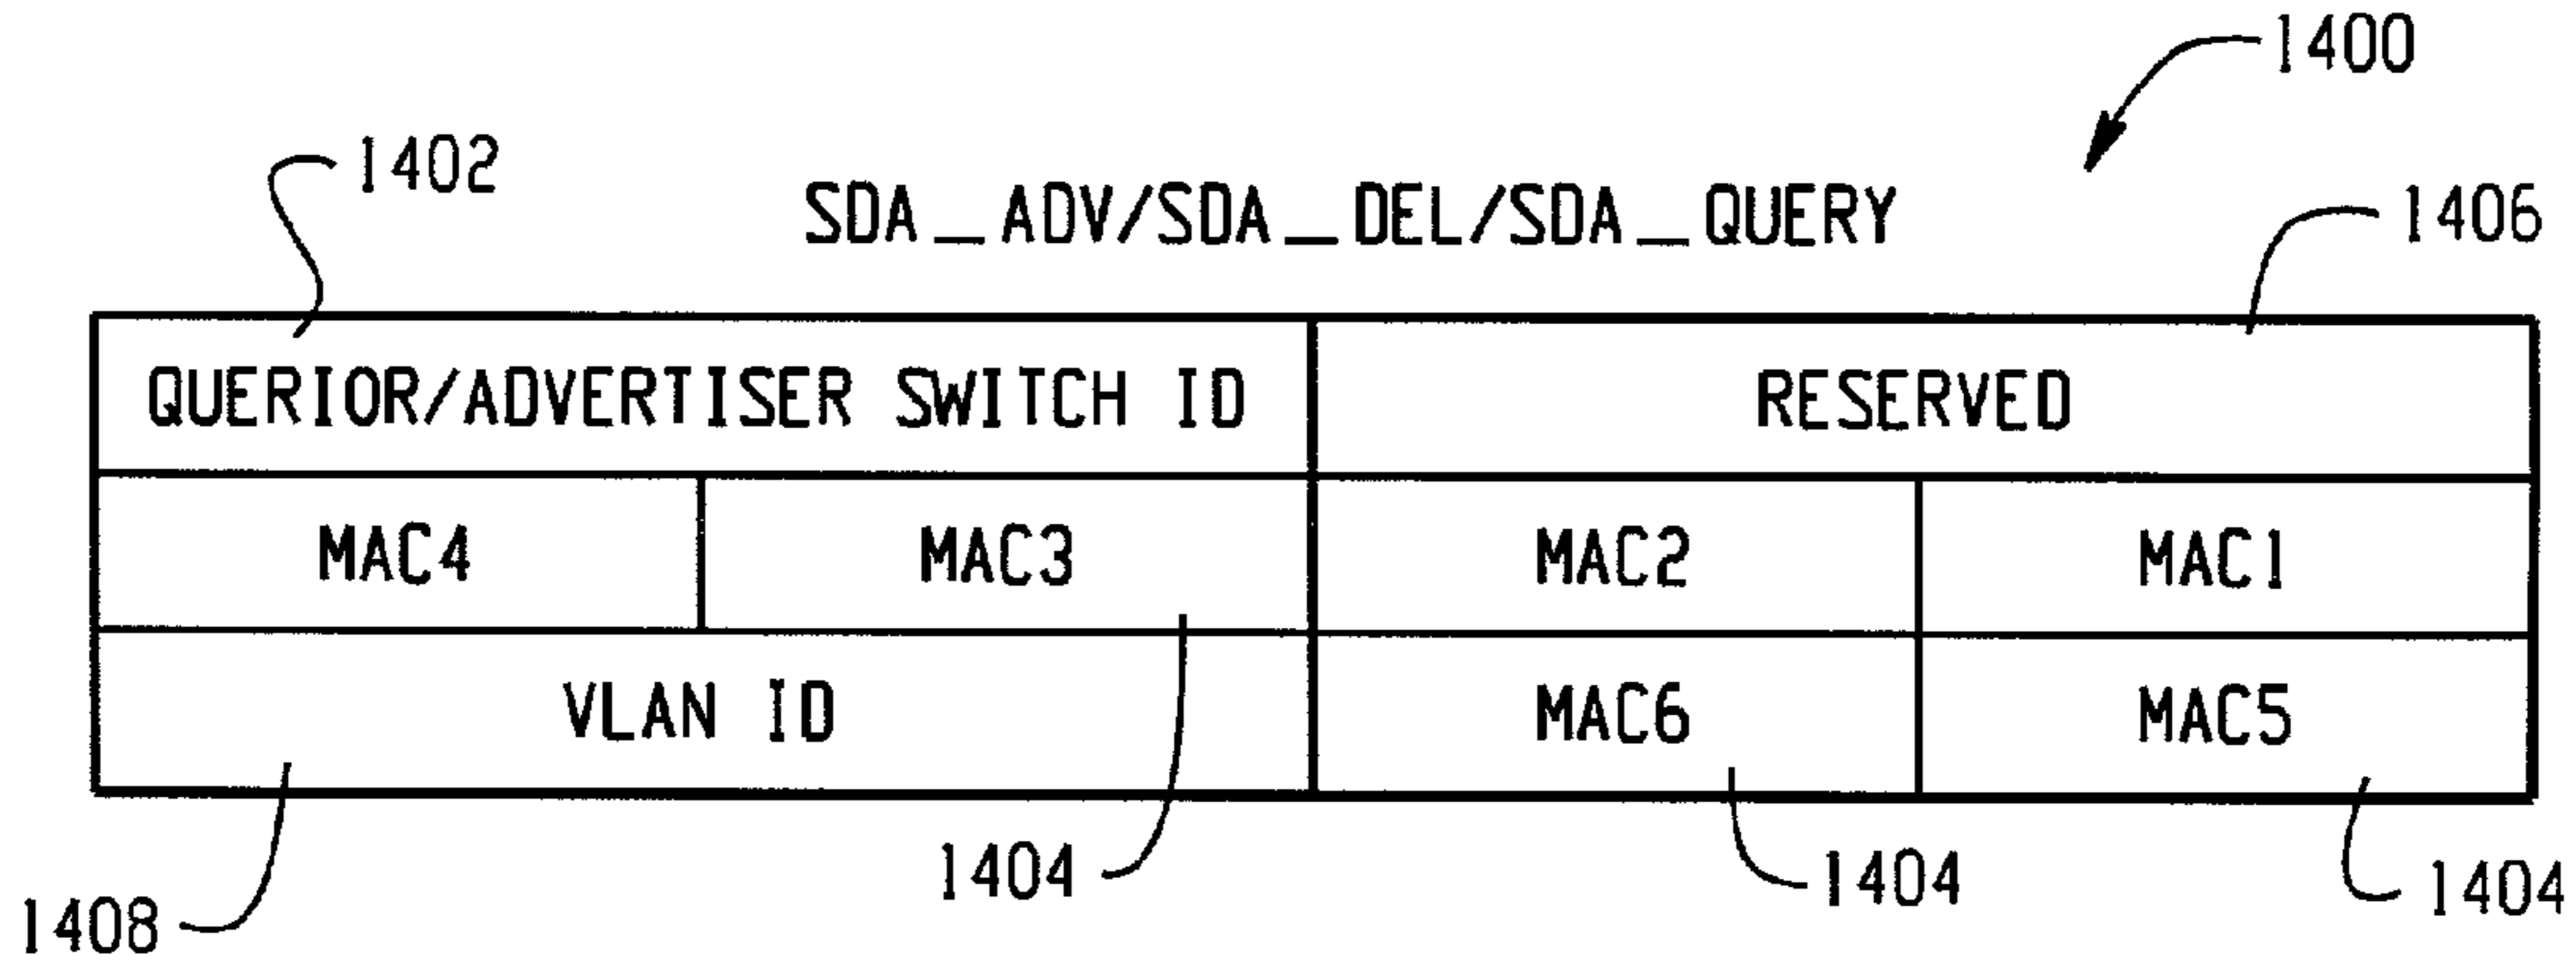 1400
1402
SDA_ADV/SDA_DEL/SDA_QUERY
1406
QUERIOR/ADVERTISER SWITCH ID RESERVED
MAC4 MAC3 MAC2 MAC1
VLAN ID MAC6 MAC5
1404 1404 1404
1408